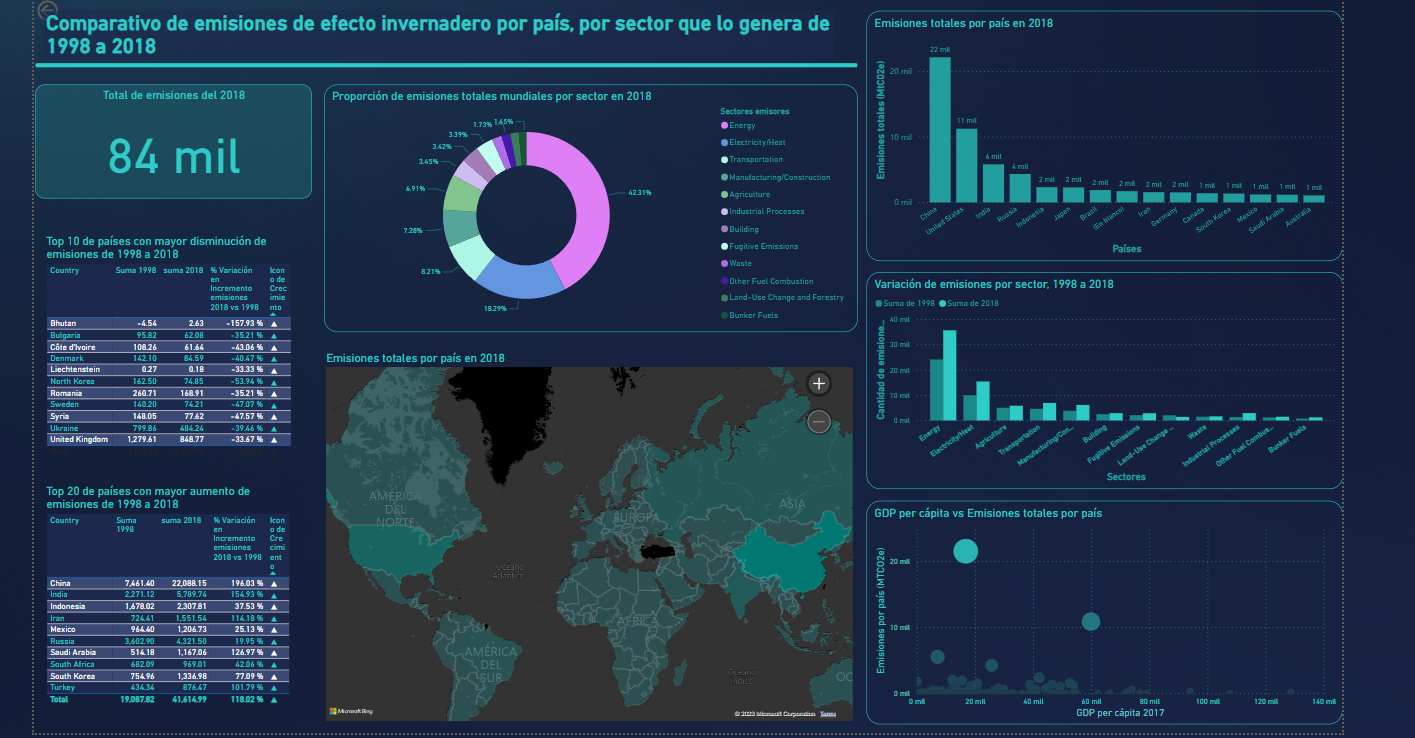 Comparativo de emisiones de efecto invernadero por país, por sector que lo genera de
1998 a 2018
Total de emisiones del 2018
84 mil
Top 10 de países con mayor disminución de
emisiones de 1998 a 2018
Country Suma 1998 suma 2018 % Variación en Incremento emisiones 2018 vs 1998 Icon o de Crec imie nto
Bhutan -4.54 2.63 -157.93 %
Bulgaria 95.82 62.08 -35.21 %
Côte d'Ivoire 108.26 61.64 -43.06 %
Denmark 142.10 84.59 -40.47 %
Liechtenstein 0.27 0.18 -33.33 %
North Korea 162.50 74.85 -53.94 %
Romania 260.71 168.91 -35.21 %
Sweden 140.20 74.21 -47.07 %
Syria 148.05 77.62 -47.57 %
Ukraine 799.86 484.24 -39.46 %
United Kingdom 1,279.61 848.77 -33.67 %
Top 20 de países con mayor aumento de
emisiones de 1998 a 2018
Country Suma 1998 suma 2018 % Variación en Incremento emisiones 2018 vs 1998 Icon o de Cre cimi ent o
China 7,461.40 22,088.15 196.03 %
India 2,271.12 5,789.74 154.93 %
Indonesia 1,678.02 2,307.81 37.53 %
Iran 724.41 1,551.54 114.18 %
Mexico 964.40 1,206.73 25.13 %
Russia 3,602.90 4,321.50 19.95 %
Saudi Arabia 514.18 1,167.06 126.97 %
South Africa 682.09 969.01 42.06 %
South Korea 754.96 1,336.98 77.09 %
Turkey 434.34 876.47 101.79 %
Total 19,087.82 41,614.99 118.02 %
Proporción de emisiones totales mundiales por sector en 2018
42.31%
18.29%
8.21%
7.28%
6.91%
3.45%
3.42%
3.39%
1.73%
1.45%
Sectores emisores
Energy
Electricity/Heat
Transportation
Manufacturing/Construction
Agriculture
Industrial Processes
Building
Fugitive Emissions
Waste
Other Fuel Combustion
Land-Use Change and Forestry
Bunker Fuels
Emisiones totales por país en 2018
AMÉRICA
DEL
NORTE
EUROPA
ASIA
Océano
Atlántico
ÁFRICA
AMÉRICA
DEL
SUR
Océano
Índico
OC
Microsoft Bing
© 2023 Microsoft Corporation Terms
Emisiones totales por país en 2018
Emisiones totales (MtC02e)
20 mil
10 mil
0 mil
22 mil
11 mil
6 mil
4 mil
2 mil
2 mil
2 mil
2 mil
2 mil
2 mil
1 mil
1 mil
1 mil
1 mil
1 mil
China
United States
India
Russia
Indonesia
Japan
Brazil
(En blanco)
Iran
Germany
Canada
South Korea
Mexico
Saudi Arabia
Australia
Países
Variación de emisiones por sector, 1998 a 2018
Suma de 1998 Suma de 2018
Cantidad de emisione...
40 mil
30 mil
20 mil
10 mil
0 mil
Energy
Electricity/Heat
Agriculture
Transportation
Manufacturing/Con...
Building
Fugitive Emissions
Land-Use Change ...
Waste
Industrial Processes
Other Fuel Combus...
Bunker Fuels
Sectores
GDP per cápita vs Emisiones totales por país
Emisiones por país (MTCO2e)
20 mil
10 mil
0 mil
0 mil 20 mil 40 mil 60 mil 80 mil 100 mil 120 mil 140 mil
GDP per cápita 2017